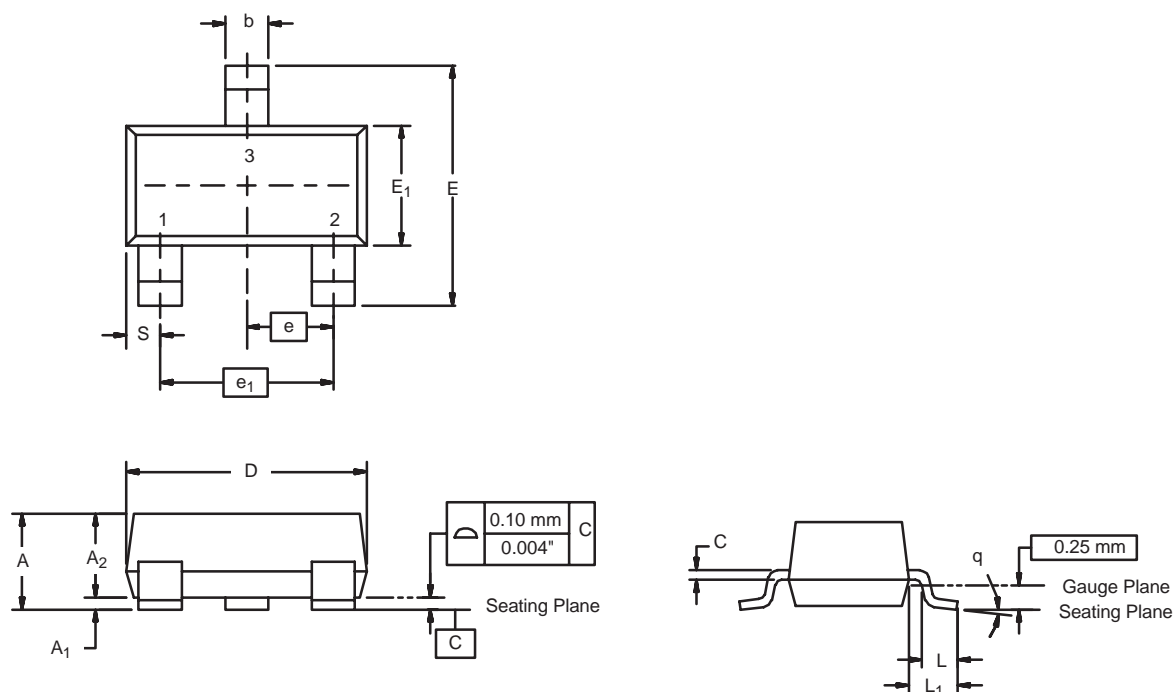 b
3
E₁
E
1
2
S
e
e₁
D
A
A₂
0.10 mm
C
0.004"
Seating Plane
A₁
C
C
q
0.25 mm
Gauge Plane
Seating Plane
L
L₁